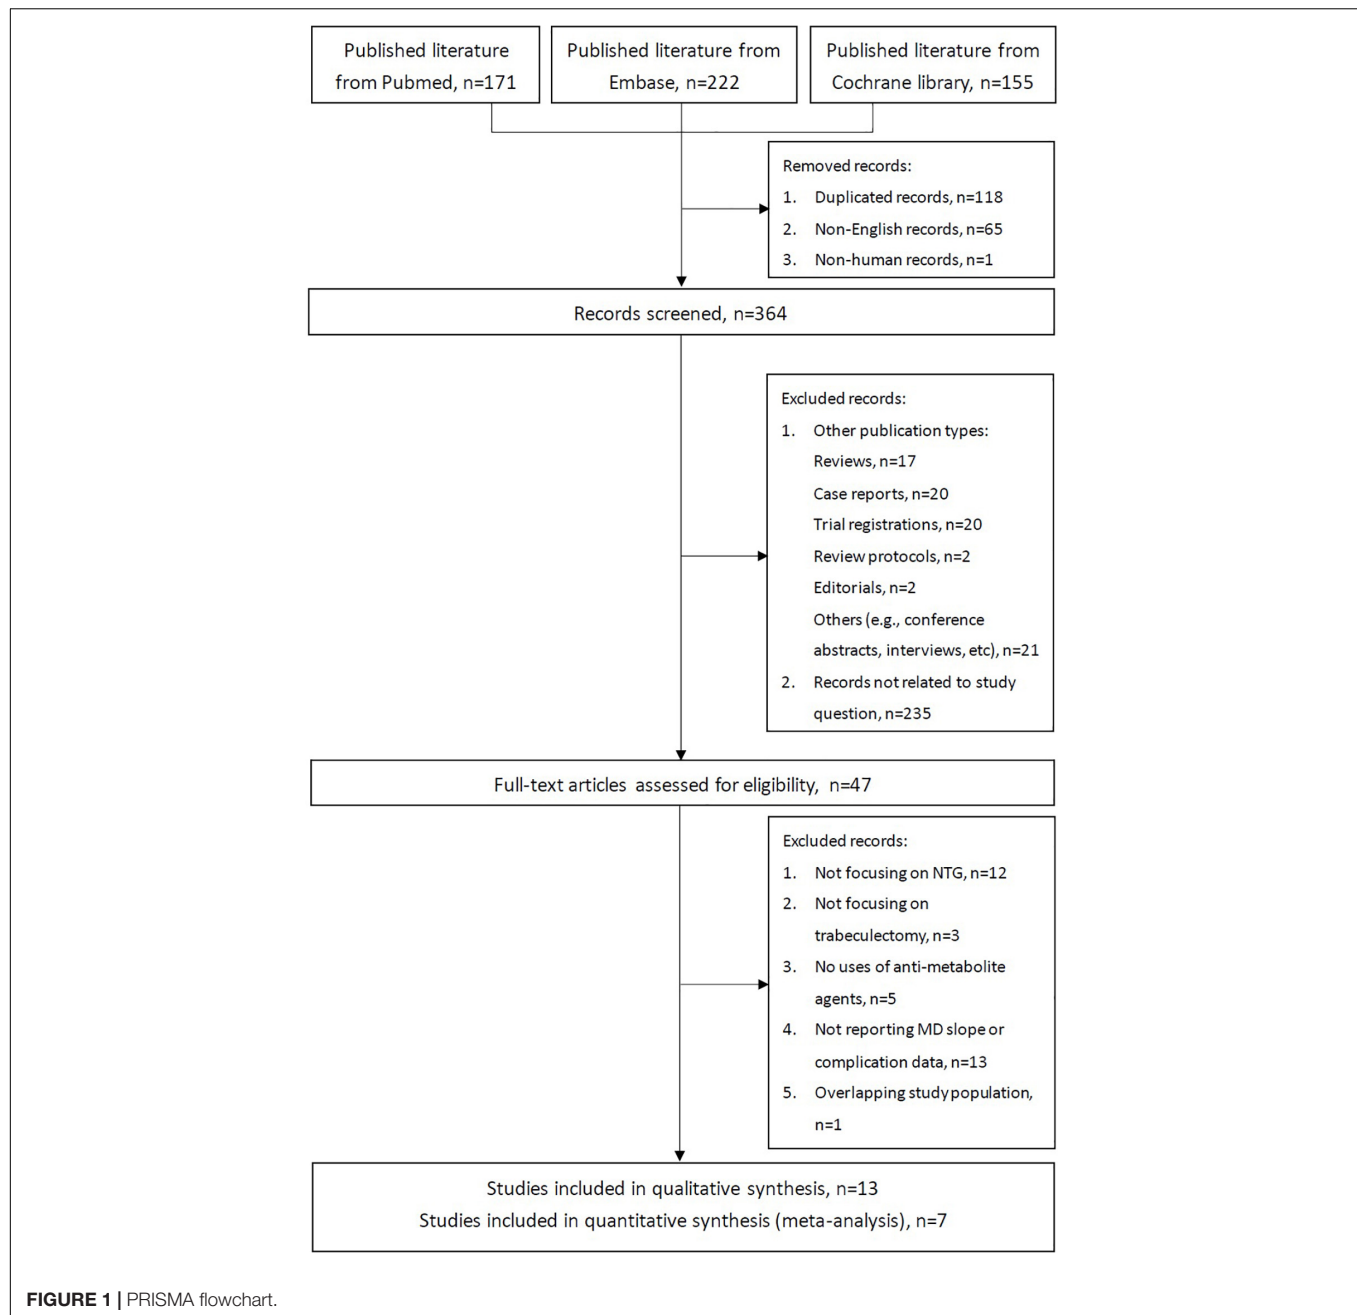 Published literature
from Pubmed, n=171
Published literature from
Embase, n=222
Published literature from
Cochrane library, n=155
Removed records:
1. Duplicated records, n=118
2. Non-English records, n=65
3. Non-human records, n=1
Records screened, n=364
Excluded records:
1. Other publication types:
Reviews, n=17
Case reports, n=20
Trial registrations, n=20
Review protocols, n=2
Editorials, n=2
Others (e.g., conference
abstracts, interviews, etc), n=21
2. Records not related to study
question, n=235
Full-text articles assessed for eligibility, n=47
Excluded records:
1. Not focusing on NTG, n=12
2. Not focusing on
trabeculectomy, n=3
3. No uses of anti-metabolite
agents, n=5
4. Not reporting MD slope or
complication data, n=13
5. Overlapping study population,
n=1
Studies included in qualitative synthesis, n=13
Studies included in quantitative synthesis (meta-analysis), n=7
FIGURE 1 | PRISMA flowchart.